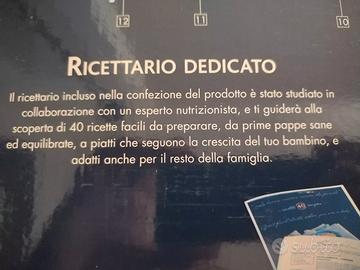 12
11
10
RICETTARIO DEDICATO
Il ricettario incluso nella confezione del prodotto è stato studiato in
collaborazione con un esperto nutrizionista, e ti guiderà alla
scoperta di 40 ricette facili da preparare, da prime pappe sane
ed equilibrate, a piatti che seguono la crescita del tuo bambino, e
adatti anche per il resto della famiglia.
subito